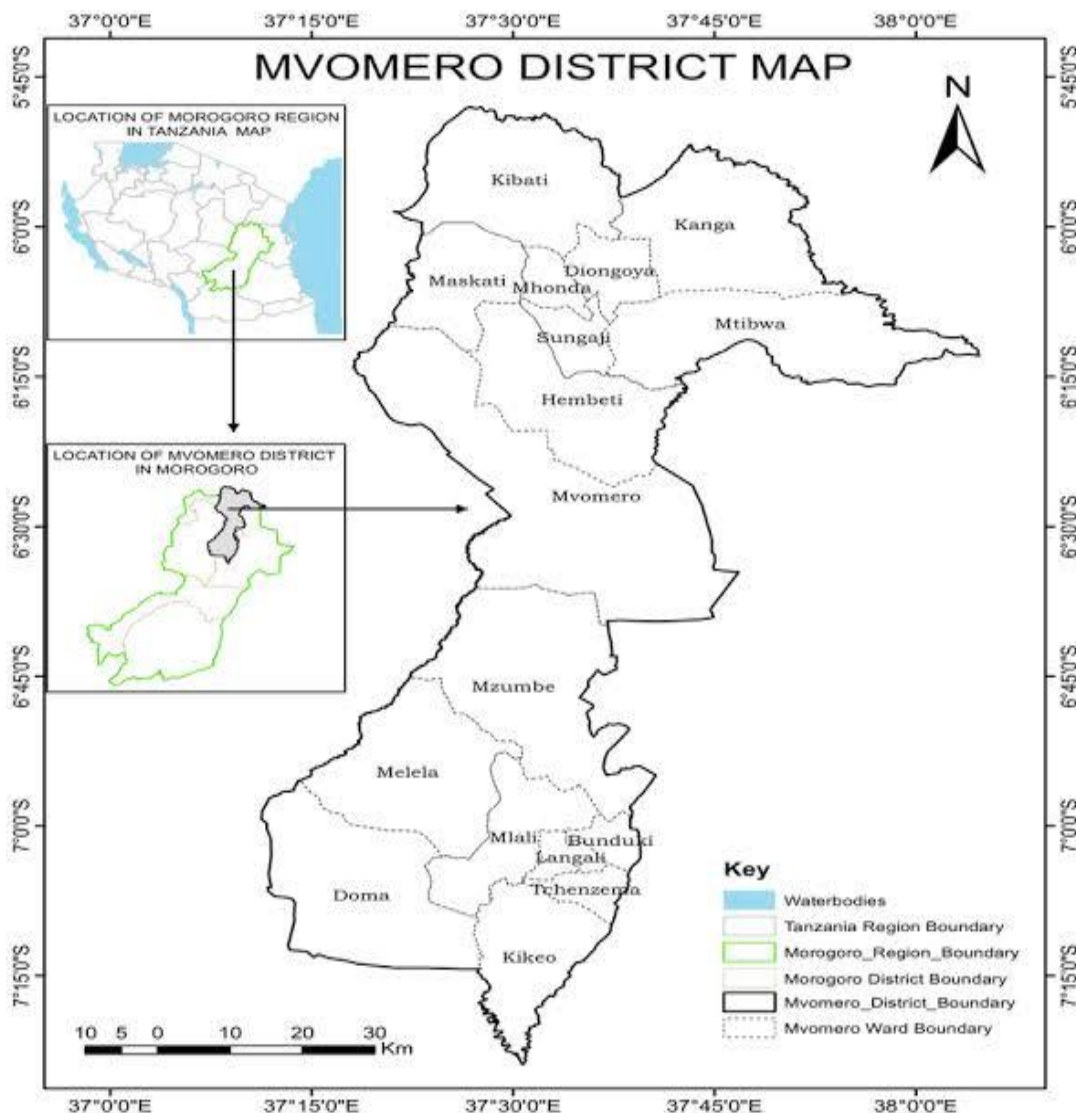 37°0'0"E 37°15'0"E 37°30'0"E 37°45'0"E 38°0'0"E
MVOMERO DISTRICT MAP
N
LOCATION OF MOROGORO REGION
IN TANZANIA MAP
LOCATION OF MVOMERO DISTRICT
IN MOROGORO
5°45'0"S
6°0'0"S
6°15'0"S
6°30'0"S
6°45'0"S
7°0'0"S
7°15'0"S
Kibati
Kanga
Maskati
Mhonda
Diongoya
Sungaji
Mtibwa
Hembeti
Mvomero
Mzumbe
Melela
Mlali
Bunduki
Langali
Tchenzema
Doma
Kikeo
5°45'0"S
6°0'0"S
6°15'0"S
6°30'0"S
6°45'0"S
7°0'0"S
7°15'0"S
Key
Waterbodies
Tanzania Region Boundary
Morogoro_Region_Boundary
Morogoro District Boundary
Mvomero_District_Boundary
Mvomero Ward Boundary
10 5 0 10 20 30
Km
37°0'0"E 37°15'0"E 37°30'0"E 37°45'0"E 38°0'0"E